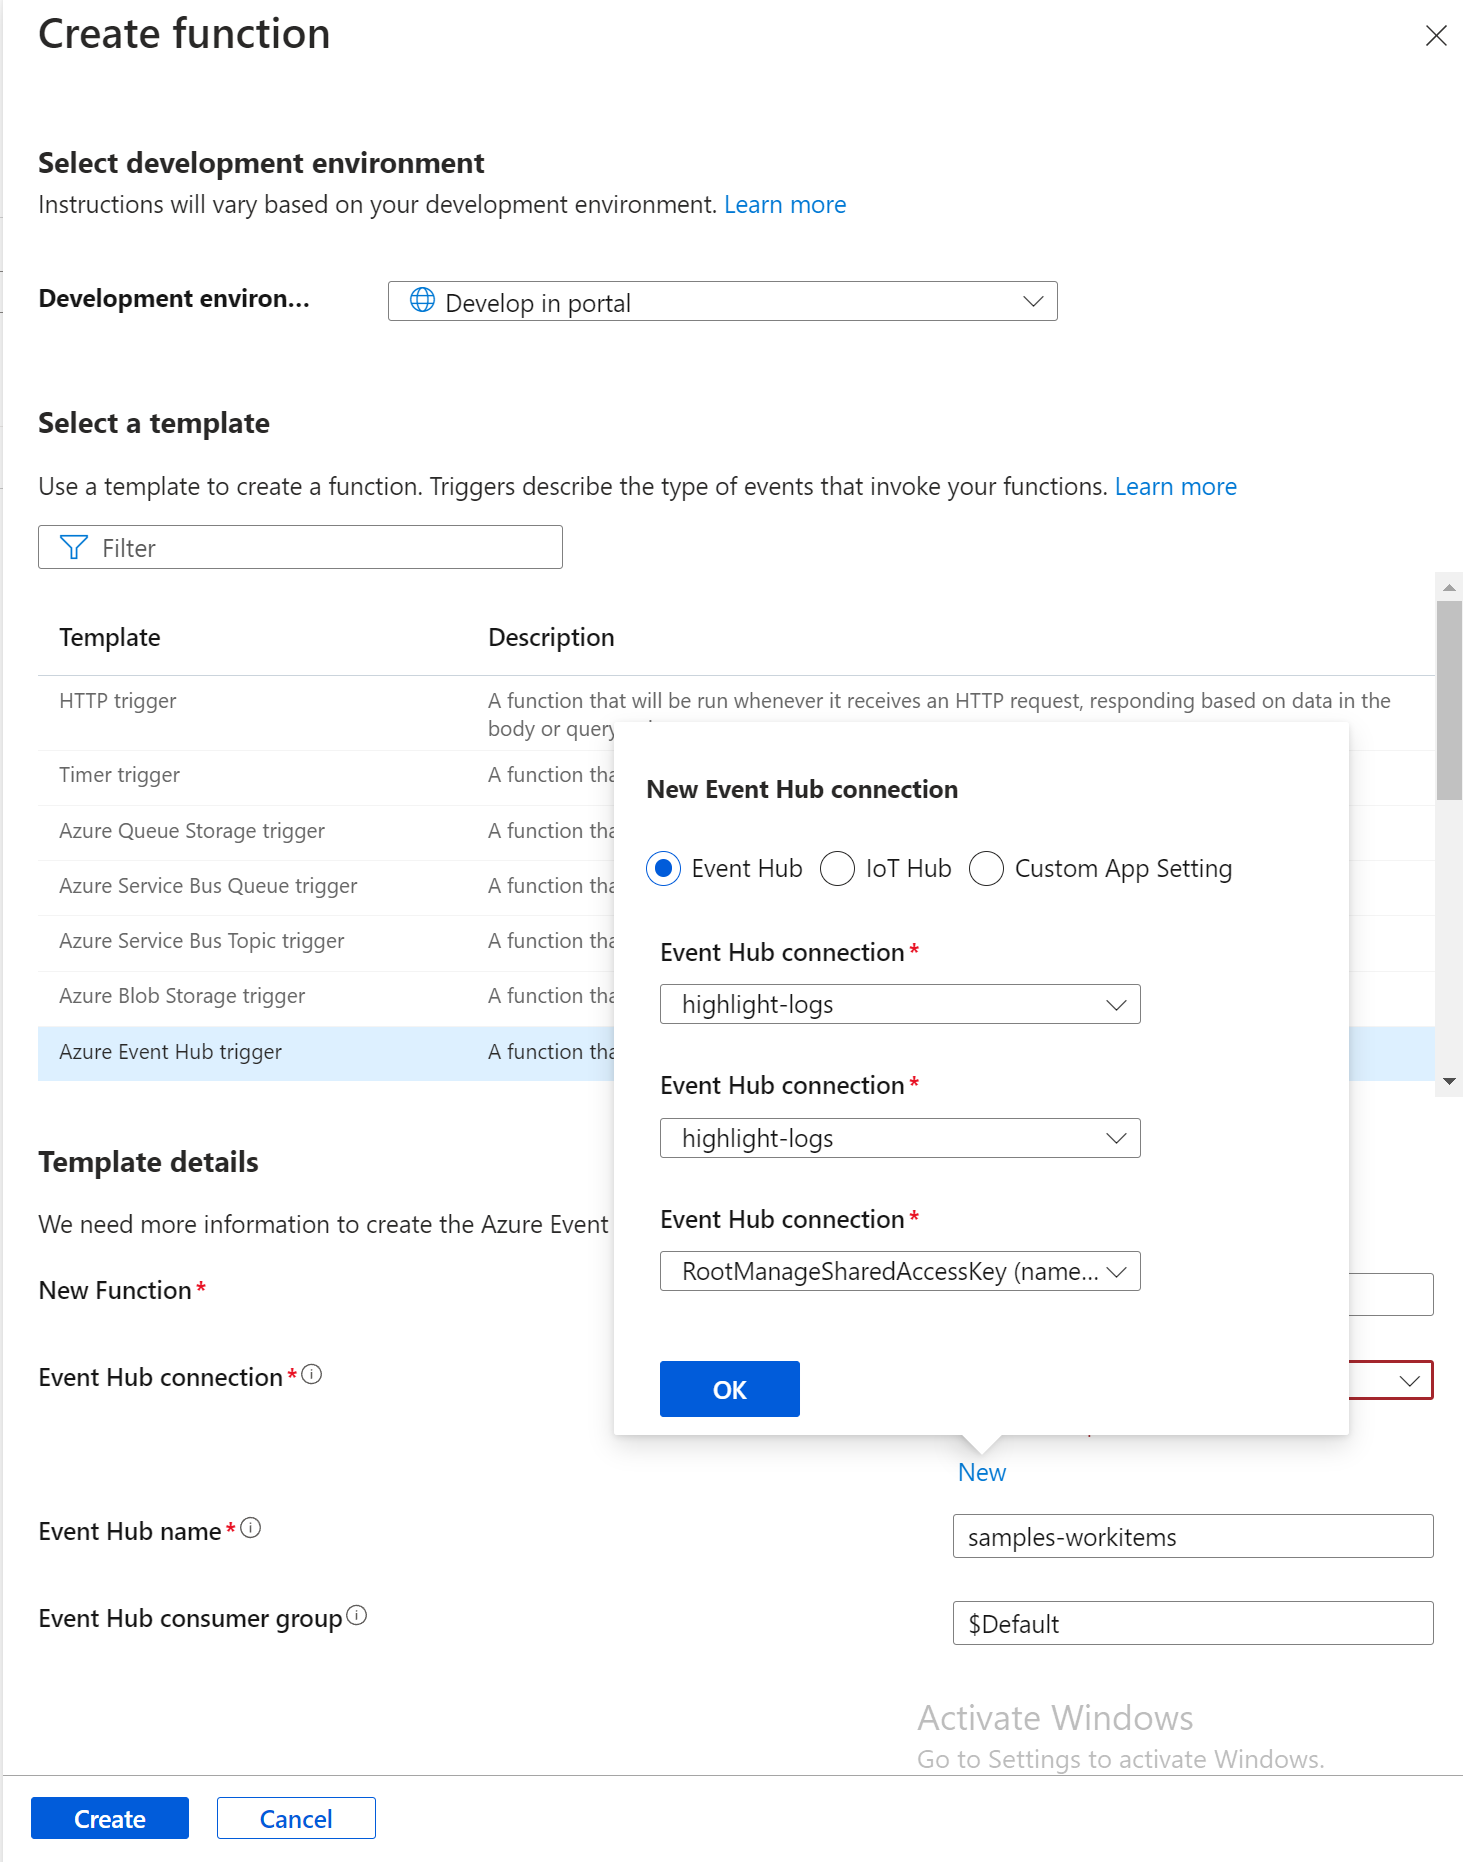 Create function
Select development environment
Instructions will vary based on your development environment. Learn more
Development environ...
Develop in portal
Select a template
Use a template to create a function. Triggers describe the type of events that invoke your functions. Learn more
Filter
Template Description
HTTP trigger A function that will be run whenever it receives an HTTP request, responding based on data in the
body or query
Timer trigger A function tha
Azure Queue Storage trigger A function tha
Azure Service Bus Queue trigger A function tha
Azure Service Bus Topic trigger A function tha
Azure Blob Storage trigger A function tha
Azure Event Hub trigger A function tha
New Event Hub connection
Event Hub IoT Hub Custom App Setting
Event Hub connection*
highlight-logs
Event Hub connection*
highlight-logs
Event Hub connection*
RootManageSharedAccessKey (name...
OK
Template details
We need more information to create the Azure Event
New Function*
Event Hub connection*
New
Event Hub name*
samples-workitems
Event Hub consumer group
$Default
Activate Windows
Go to Settings to activate Windows.
Create Cancel